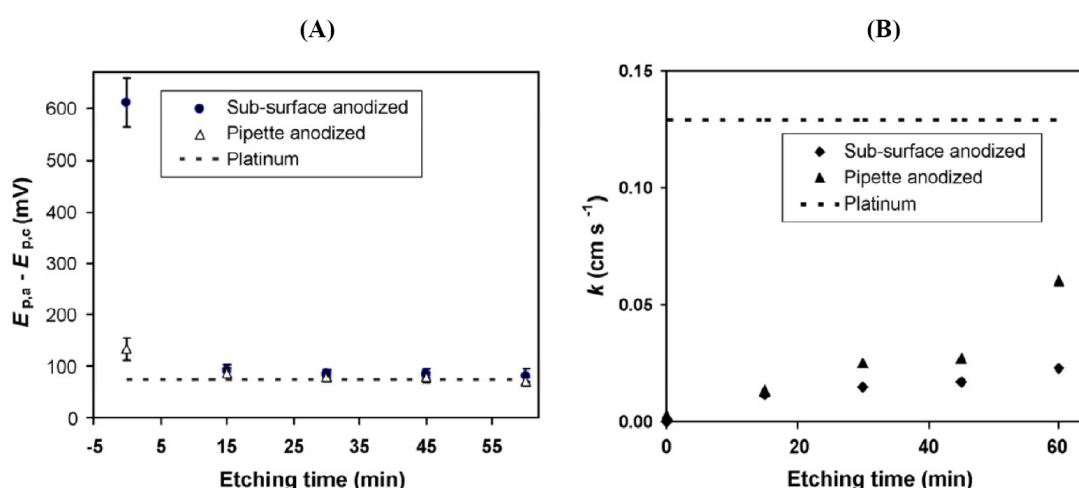 (A)
E p,a - E p,c (mV)
600
500
400
300
200
100
0
Sub-surface anodized
Pipette anodized
Platinum
-5 5 15 25 35 45 55
Etching time (min)
(B)
k (cm s -1)
0.15
0.10
0.05
0.00
Sub-surface anodized
Pipette anodized
Platinum
0 20 40 60
Etching time (min)